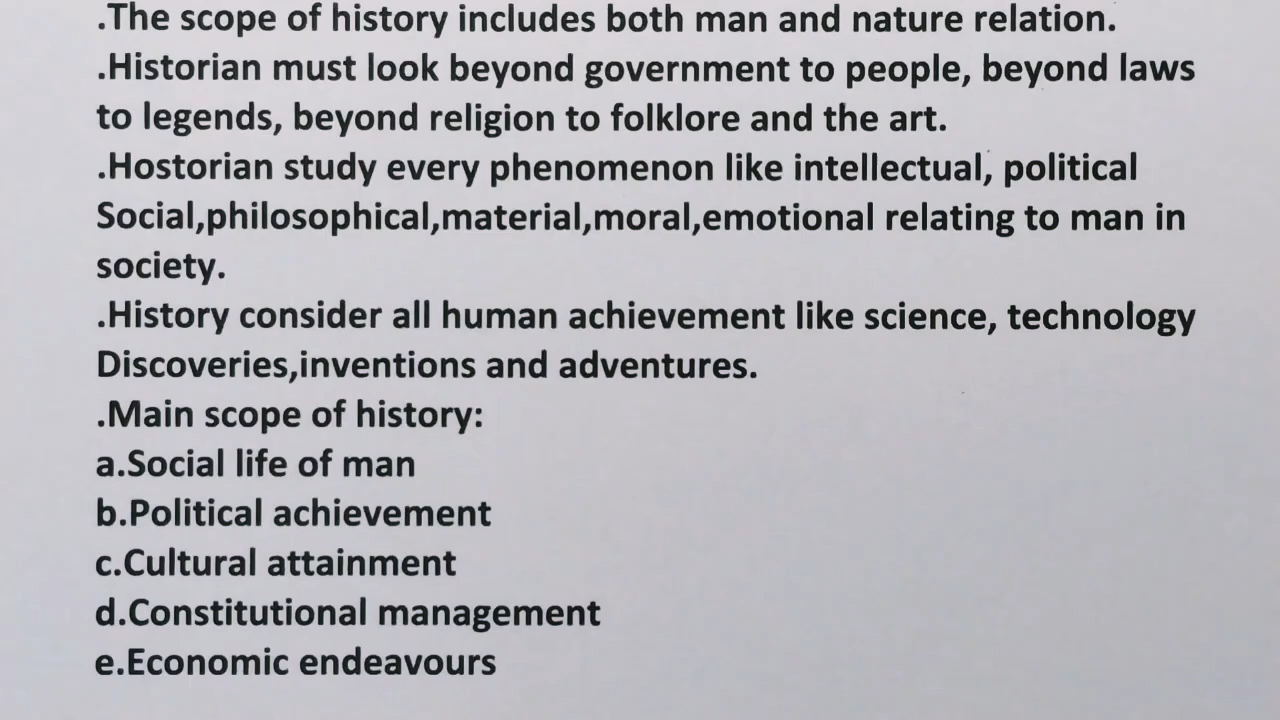 .The scope of history includes both man and nature relation.
.Historian must look beyond government to people, beyond laws
to legends, beyond religion to folklore and the art.
.Hostorian study every phenomenon like intellectual, political
Social,philosophical,material,moral,emotional relating to man in
society.
.History consider all human achievement like science, technology
Discoveries,inventions and adventures.
.Main scope of history:
a.Social life of man
b.Political achievement
c.Cultural attainment
d.Constitutional management
e.Economic endeavours